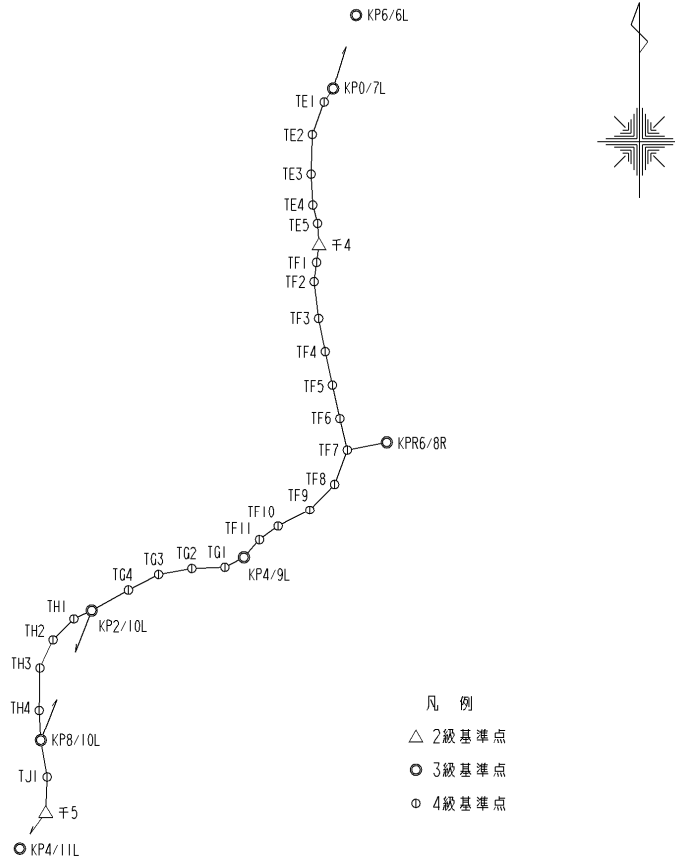 KP6/6L
KP0/7L
TE1
TE2
TE3
TE4
TE5
千4
TF1
TF2
TF3
TF4
TF5
TF6
TF7
KPR6/8R
TF8
TF9
TF10
TF11
KP4/9L
TG1
TG2
TG3
TG4
KP2/10L
TH1
TH2
TH3
TH4
KP8/10L
TJ1
千5
KP4/11L
凡 例
2級基準点
3級基準点
4級基準点